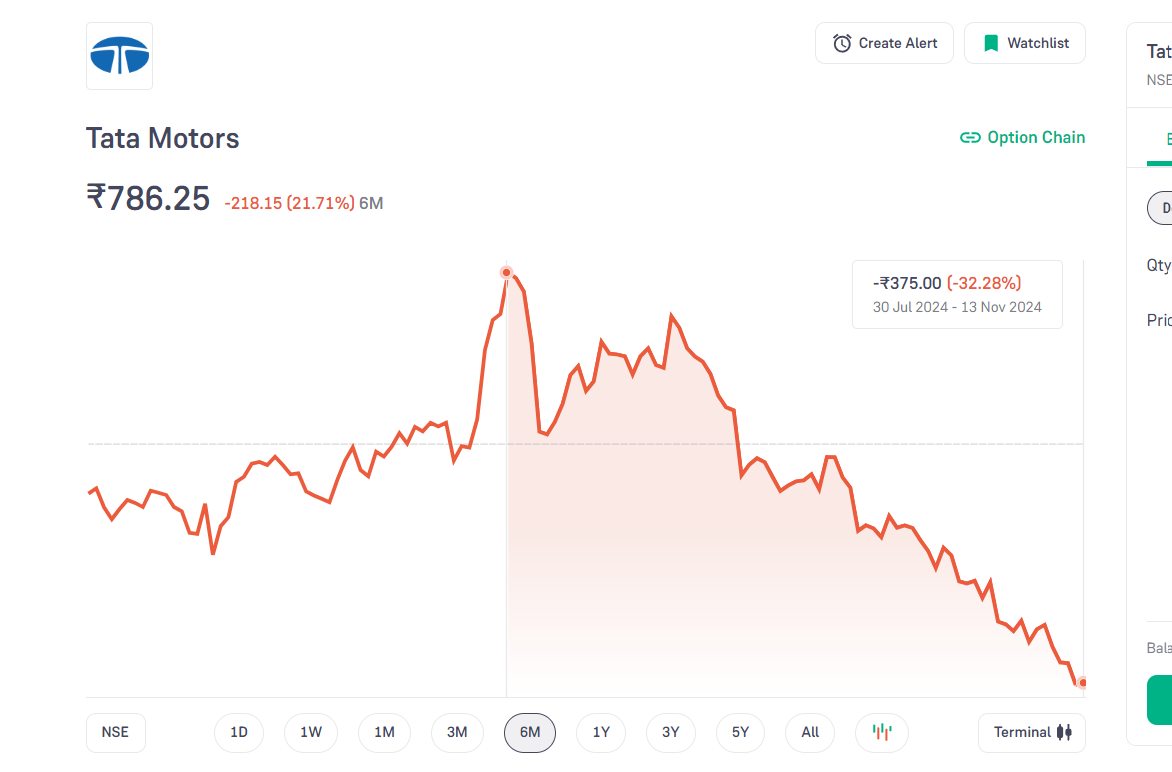 Create Alert
Watchlist
Tata Motors
Option Chain
₹786.25 -218.15 (21.71%) 6M
-₹375.00 (-32.28%)
30 Jul 2024 - 13 Nov 2024
NSE
1D
1W
1M
3M
6M
1Y
3Y
5Y
All
Terminal
NSE
Qty